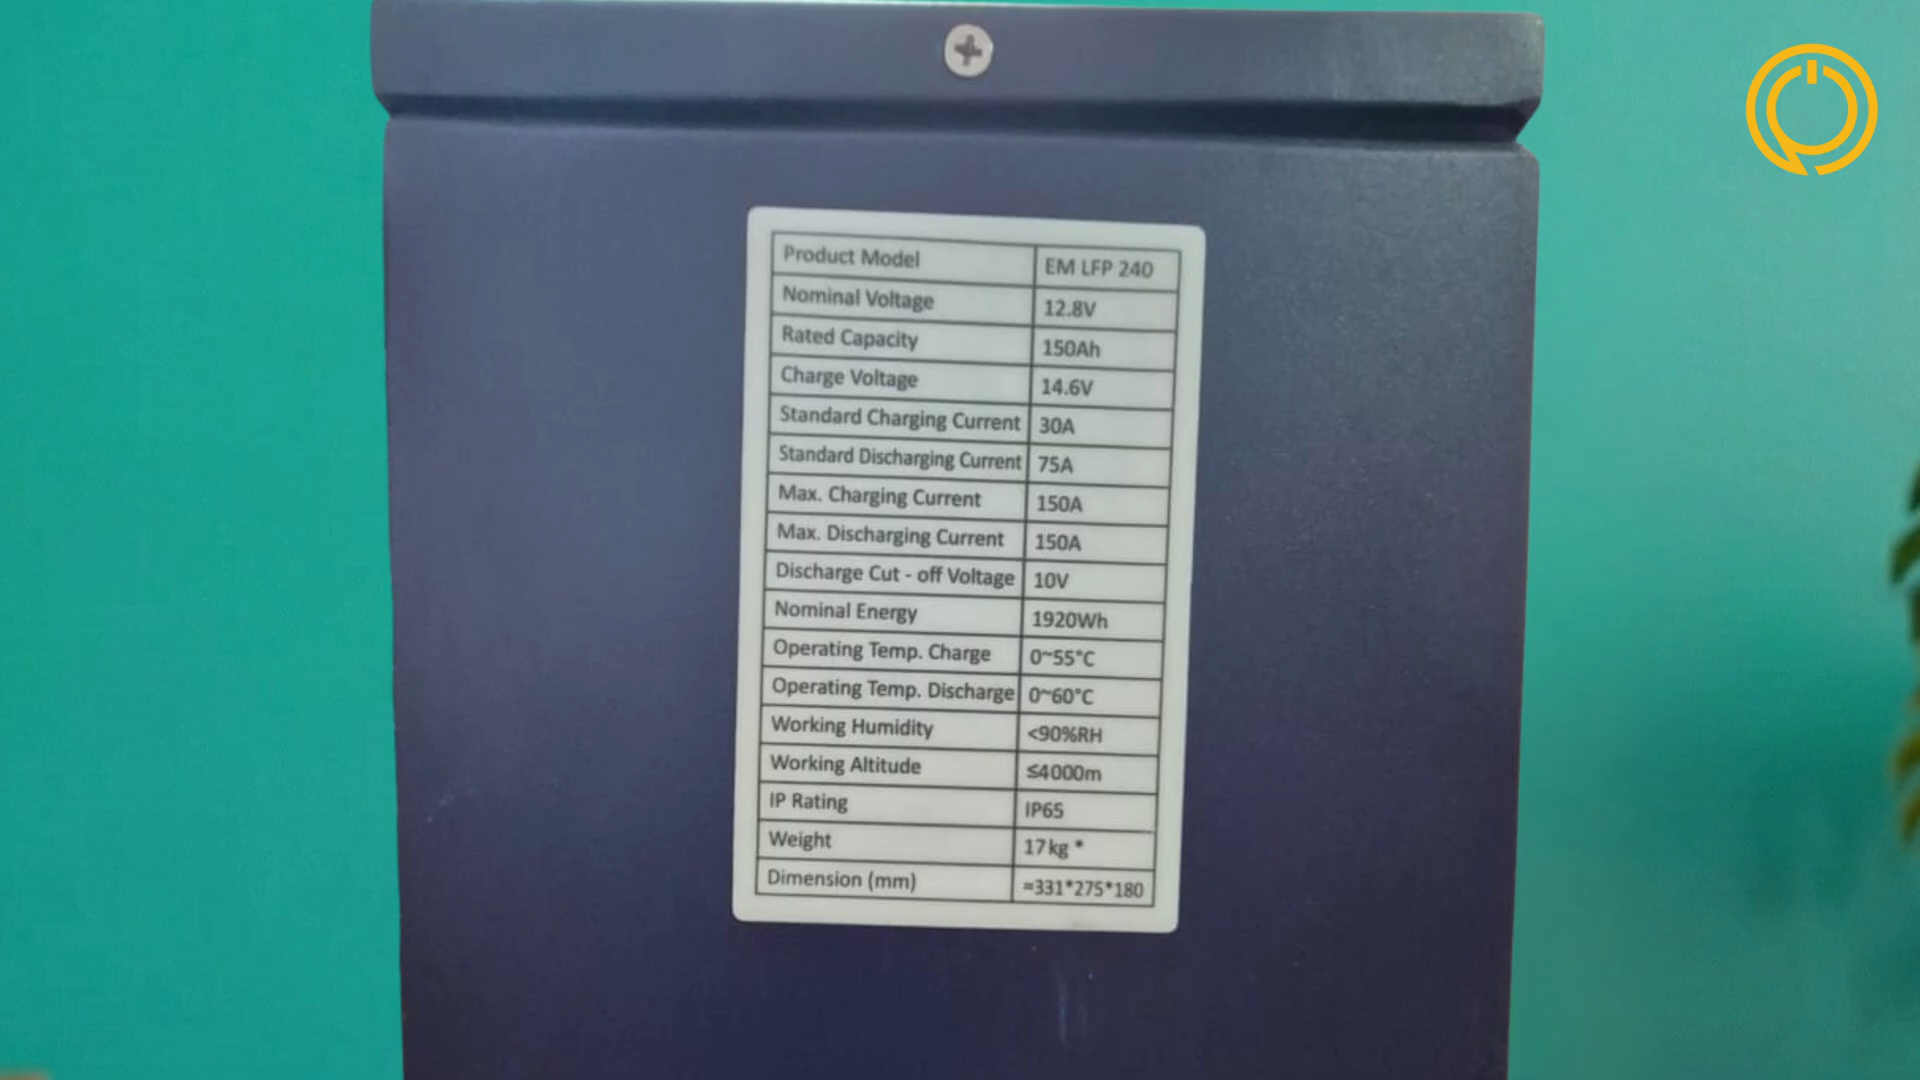 Product Model EM LFP 240
Nominal Voltage 12.8V
Rated Capacity 150Ah
Charge Voltage 14.6V
Standard Charging Current 30A
Standard Discharging Current 75A
Max. Charging Current 150A
Max. Discharging Current 150A
Discharge Cut - off Voltage 10V
Nominal Energy 1920Wh
Operating Temp. Charge 0~55°C
Operating Temp. Discharge 0~60°C
Working Humidity <90%RH
Working Altitude ≤4000m
IP Rating IP65
Weight 17kg *
Dimension (mm) ≈331*275*180